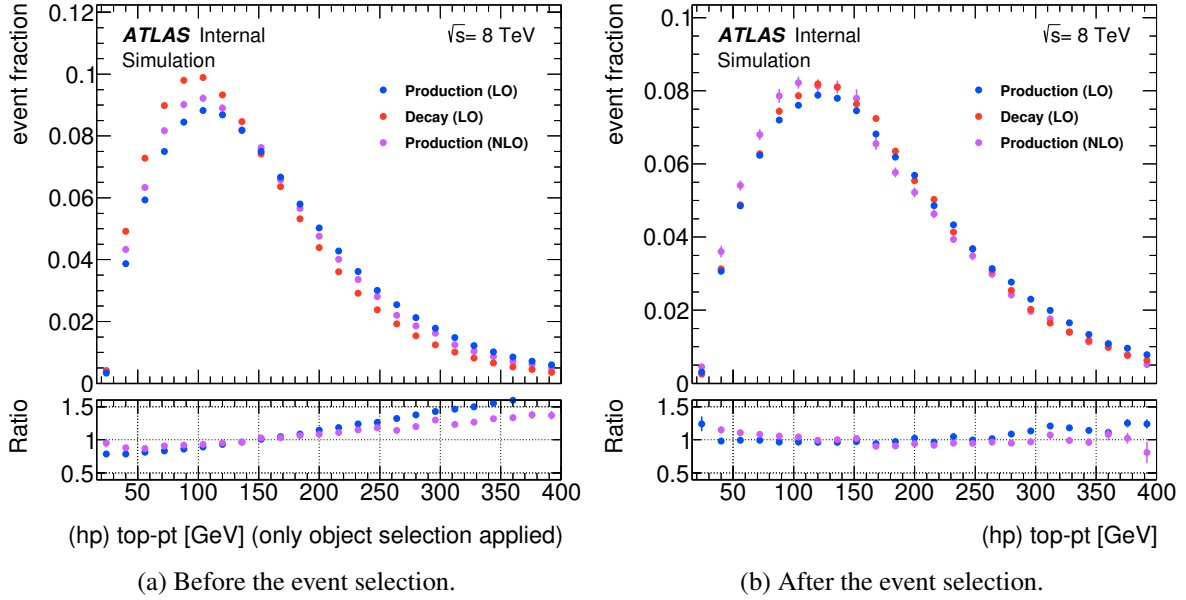 event fraction
0.12
0.1
0.08
0.06
0.04
0.02
0
ATLAS Internal
Simulation
√s= 8 TeV
Production (LO)
Decay (LO)
Production (NLO)
Ratio
1.5
1
0.5
50 100 150 200 250 300 350 400
(hp) top-pt [GeV] (only object selection applied)
(a) Before the event selection.
event fraction
0.1
0.08
0.06
0.04
0.02
0
ATLAS Internal
Simulation
√s= 8 TeV
Production (LO)
Decay (LO)
Production (NLO)
Ratio
1.5
1
0.5
50 100 150 200 250 300 350 400
(hp) top-pt [GeV]
(b) After the event selection.